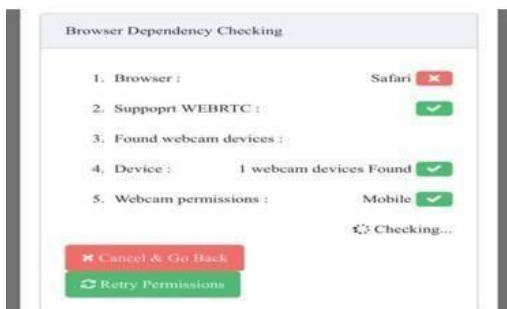 Browser Dependency Checking
1. Browser : Safari
2. Suppoprt WEBRTC :
3. Found webcam devices :
4. Device : 1 webcam devices Found
5. Webcam permissions : Mobile
Checking...
Cancel & Go Back
Retry Permissions